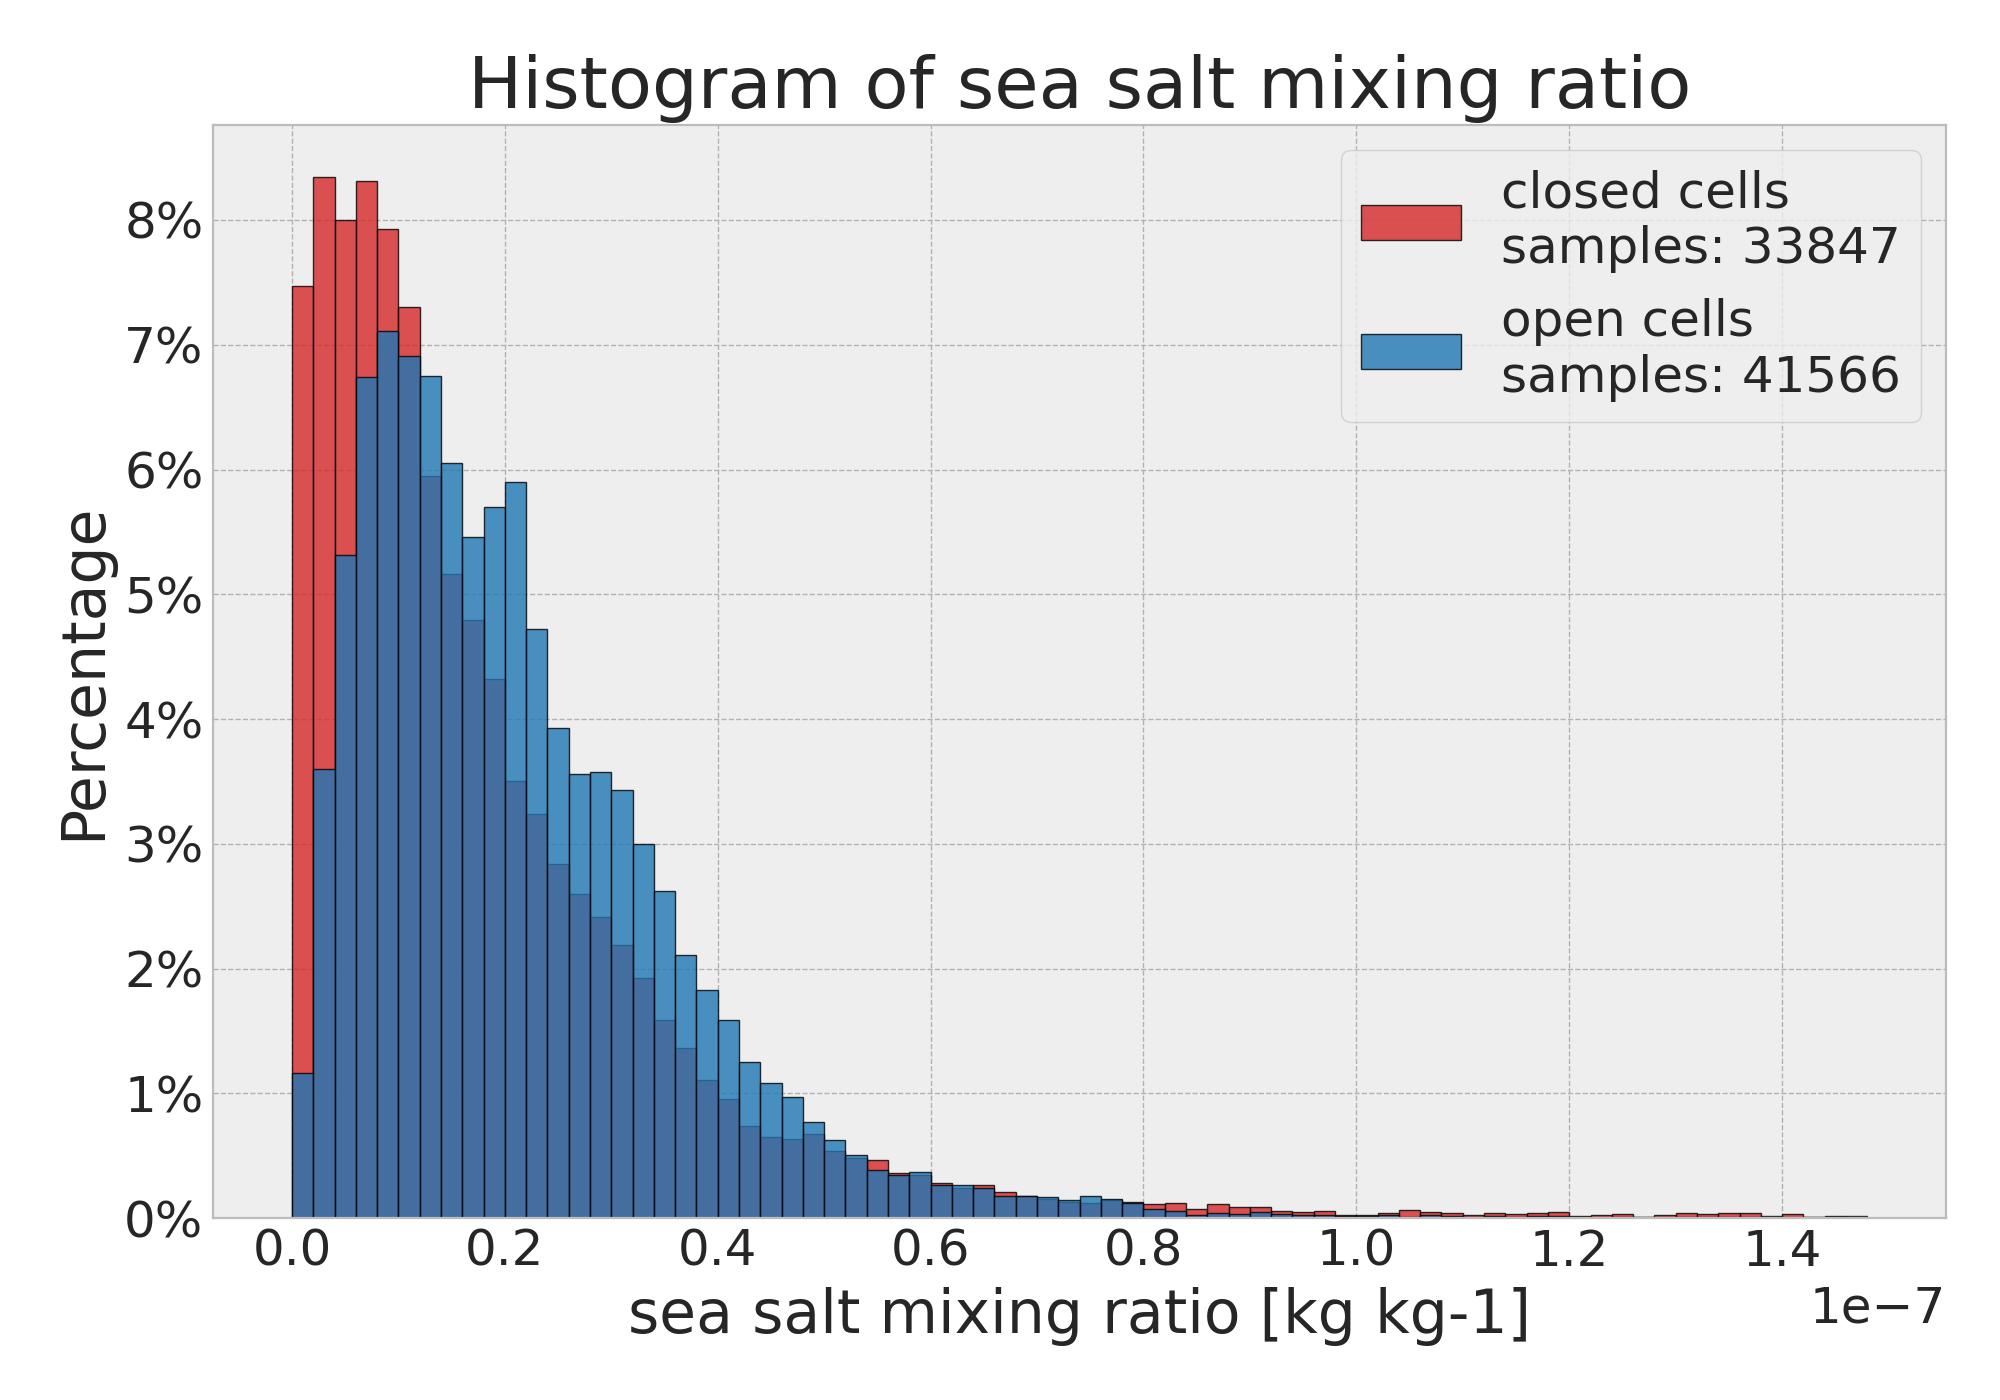 Histogram of sea salt mixing ratio
closed cells
samples: 33847
open cells
samples: 41566
Percentage
8%
7%
6%
5%
4%
3%
2%
1%
0%
0.0 0.2 0.4 0.6 0.8 1.0 1.2 1.4
1e−7
sea salt mixing ratio [kg kg-1]